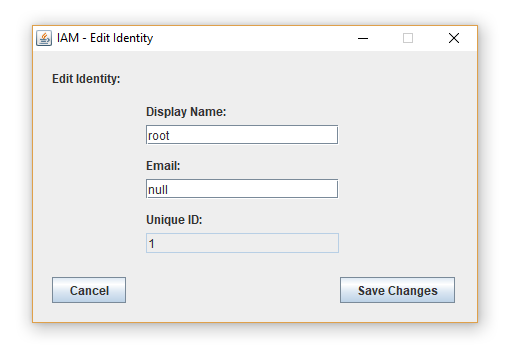 IAM - Edit Identity
Edit Identity:
Display Name:
root
Email:
null
Unique ID:
1
Cancel Save Changes